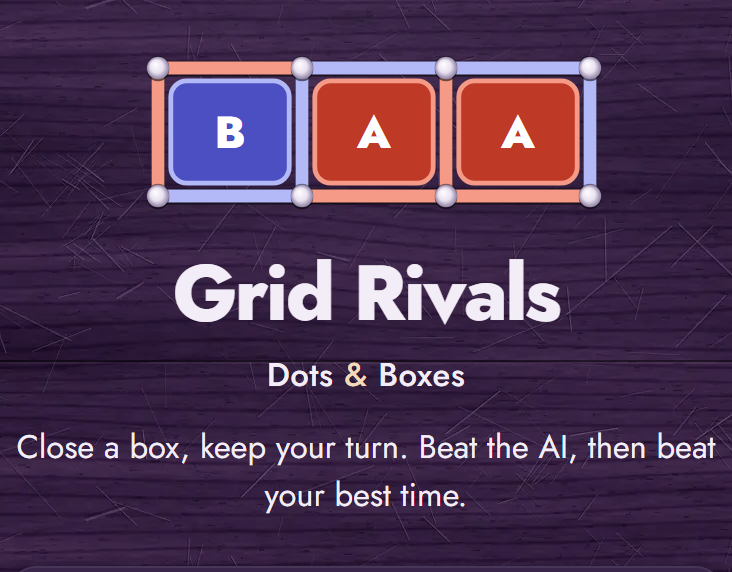 B A A
Grid Rivals
Dots & Boxes
Close a box, keep your turn. Beat the AI, then beat
your best time.